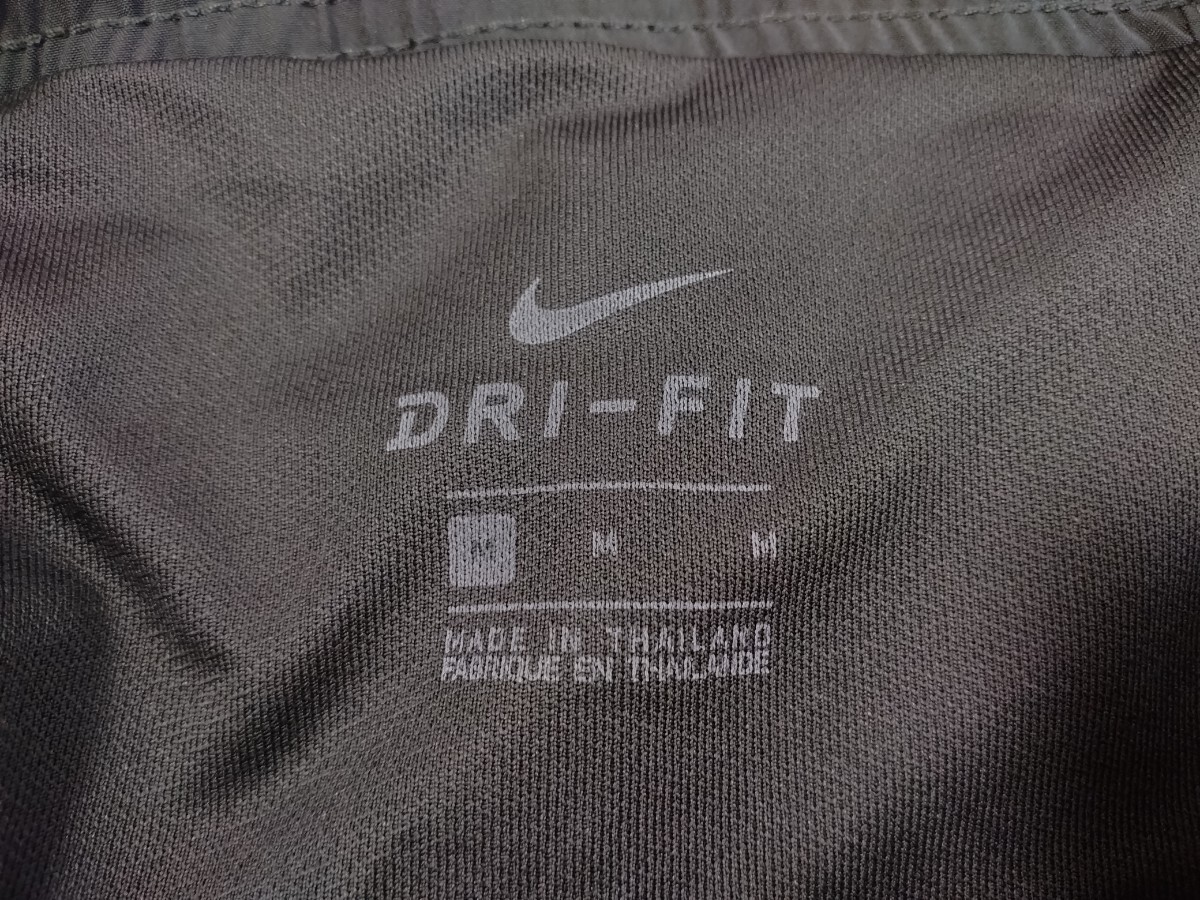 DRI-FIT
M M M
MADE IN THAILAND
FABRIQUE EN THAILANDE